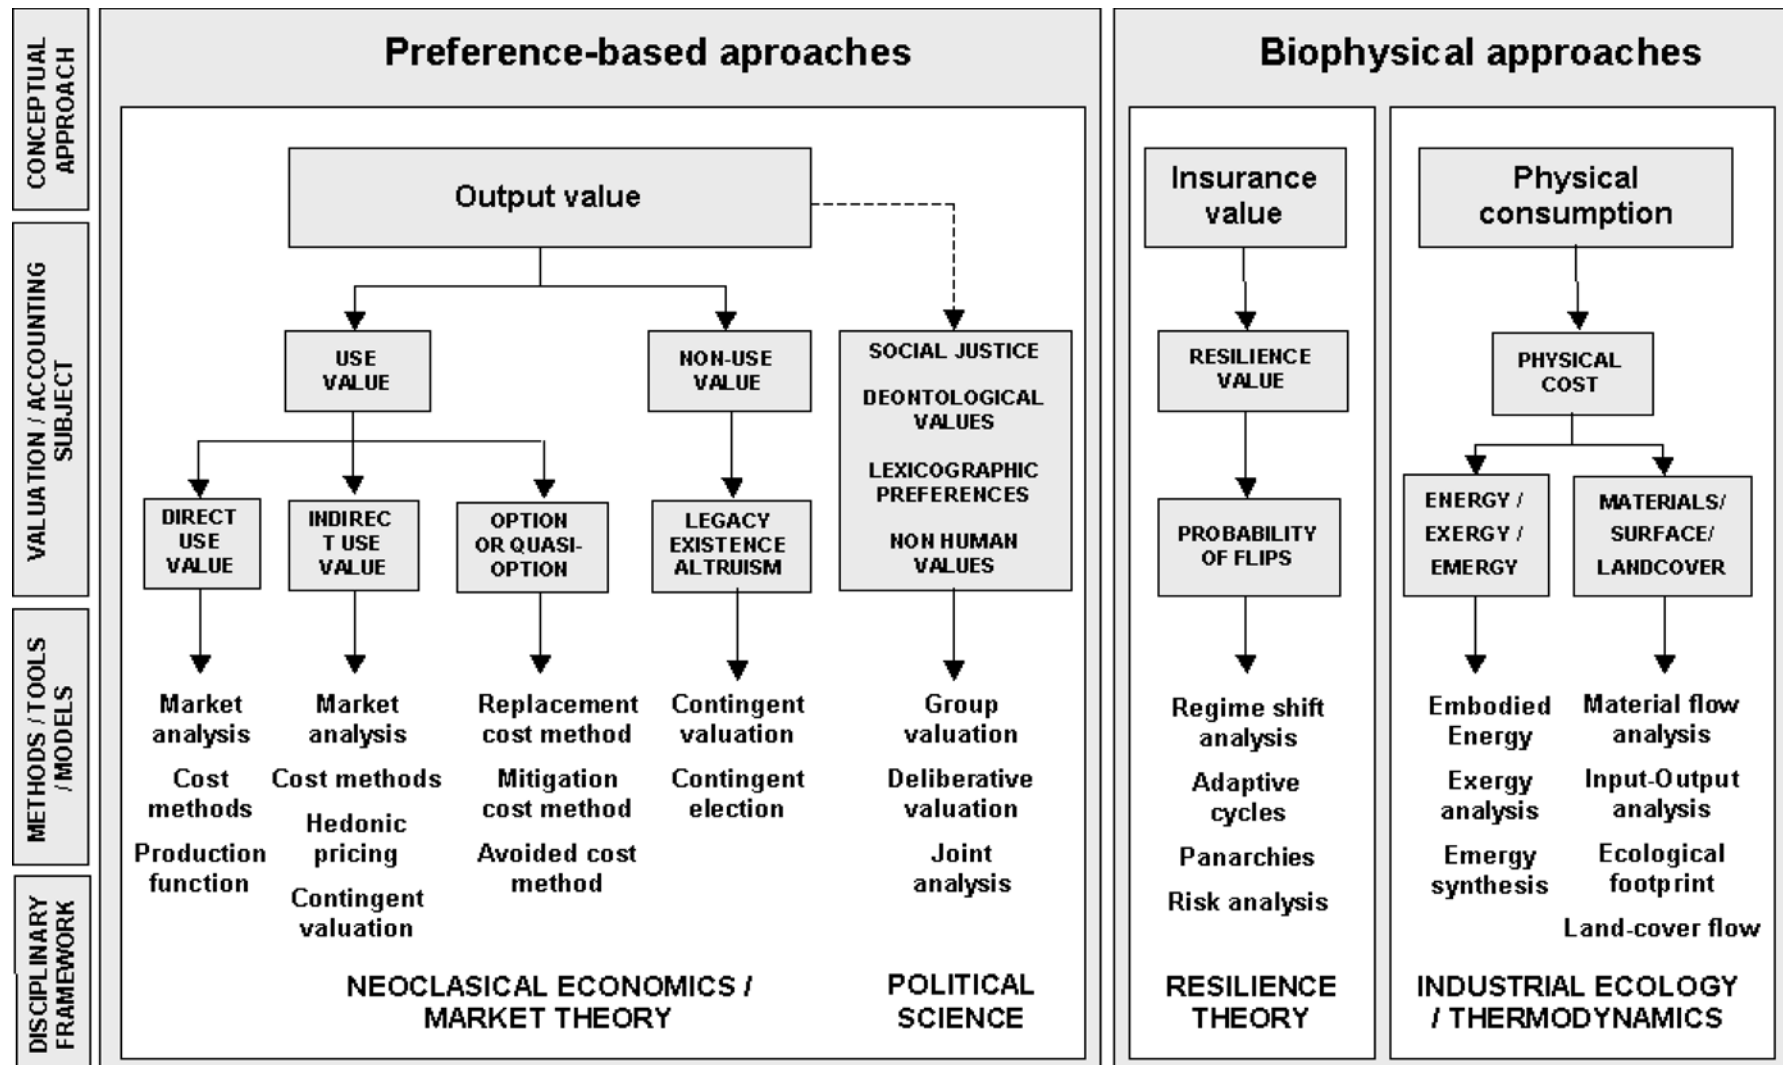 CONCEPTUAL
APPROACH
VALUATION / ACCOUNTING
SUBJECT
METHODS / TOOLS
/ MODELS
DISCIPLINARY
FRAMEWORK
Preference-based aproaches
Output value
USE
VALUE
NON-USE
VALUE
SOCIAL JUSTICE
DEONTOLOGICAL
VALUES
LEXICOGRAPHIC
PREFERENCES
NON HUMAN
VALUES
DIRECT
USE
VALUE
INDIREC
T USE
VALUE
OPTION
OR QUASI-
OPTION
LEGACY
EXISTENCE
ALTRUISM
Market
analysis
Cost
methods
Production
function
Market
analysis
Cost methods
Hedonic
pricing
Contingent
valuation
Replacement
cost method
Mitigation
cost method
Avoided cost
method
Contingent
valuation
Contingent
election
Group
valuation
Deliberative
valuation
Joint
analysis
NEOCLASICAL ECONOMICS /
MARKET THEORY
POLITICAL
SCIENCE
Biophysical approaches
Insurance
value
RESILIENCE
VALUE
PROBABILITY
OF FLIPS
Regime shift
analysis
Adaptive
cycles
Panarchies
Risk analysis
RESILIENCE
THEORY
Physical
consumption
PHYSICAL
COST
ENERGY /
EXERGY /
EMERGY
MATERIALS/
SURFACE/
LANDCOVER
Embodied
Energy
Exergy
analysis
Emergy
synthesis
Material flow
analysis
Input-Output
analysis
Ecological
footprint
Land-cover flow
INDUSTRIAL ECOLOGY
/ THERMODYNAMICS